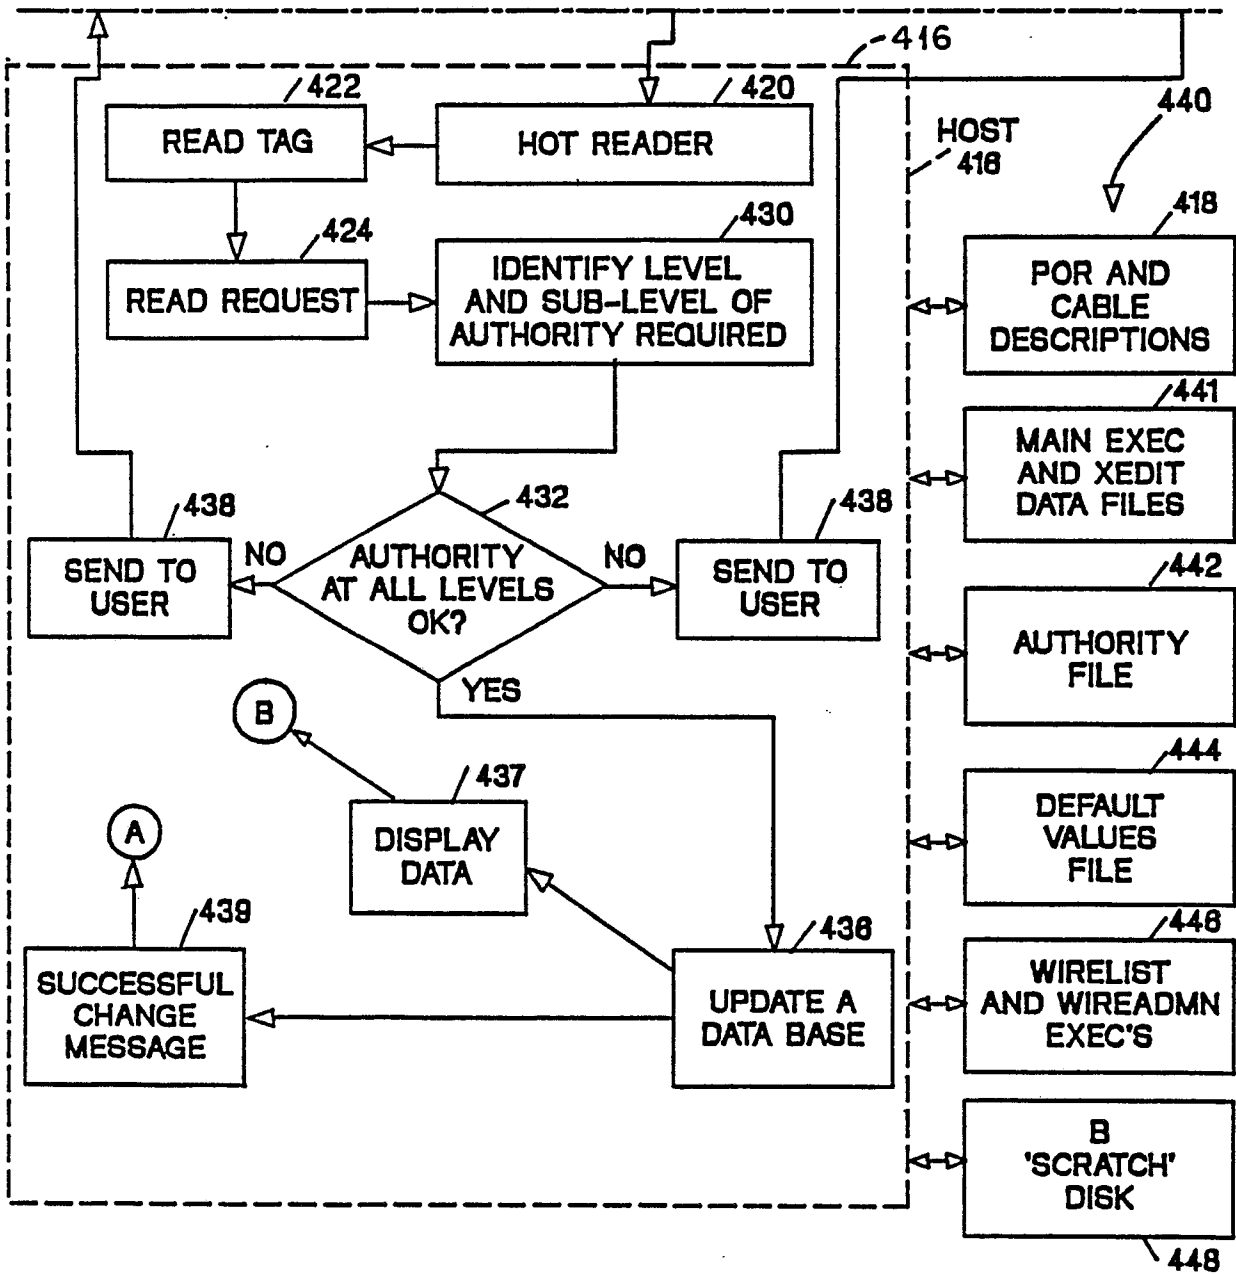 416
422
420
440
READ TAG
HOT READER
HOST
416
424
430
418
READ REQUEST
IDENTIFY LEVEL
AND SUB-LEVEL OF
AUTHORITY REQUIRED
POR AND
CABLE
DESCRIPTIONS
441
MAIN EXEC
AND XEDIT
DATA FILES
432
438
438
NO
NO
SEND TO
USER
AUTHORITY
AT ALL LEVELS
OK?
SEND TO
USER
442
AUTHORITY
FILE
YES
B
437
DISPLAY
DATA
444
DEFAULT
VALUES
FILE
A
439
436
SUCCESSFUL
CHANGE
MESSAGE
UPDATE A
DATA BASE
446
WIRELIST
AND WIREADMN
EXEC'S
B
'SCRATCH'
DISK
448